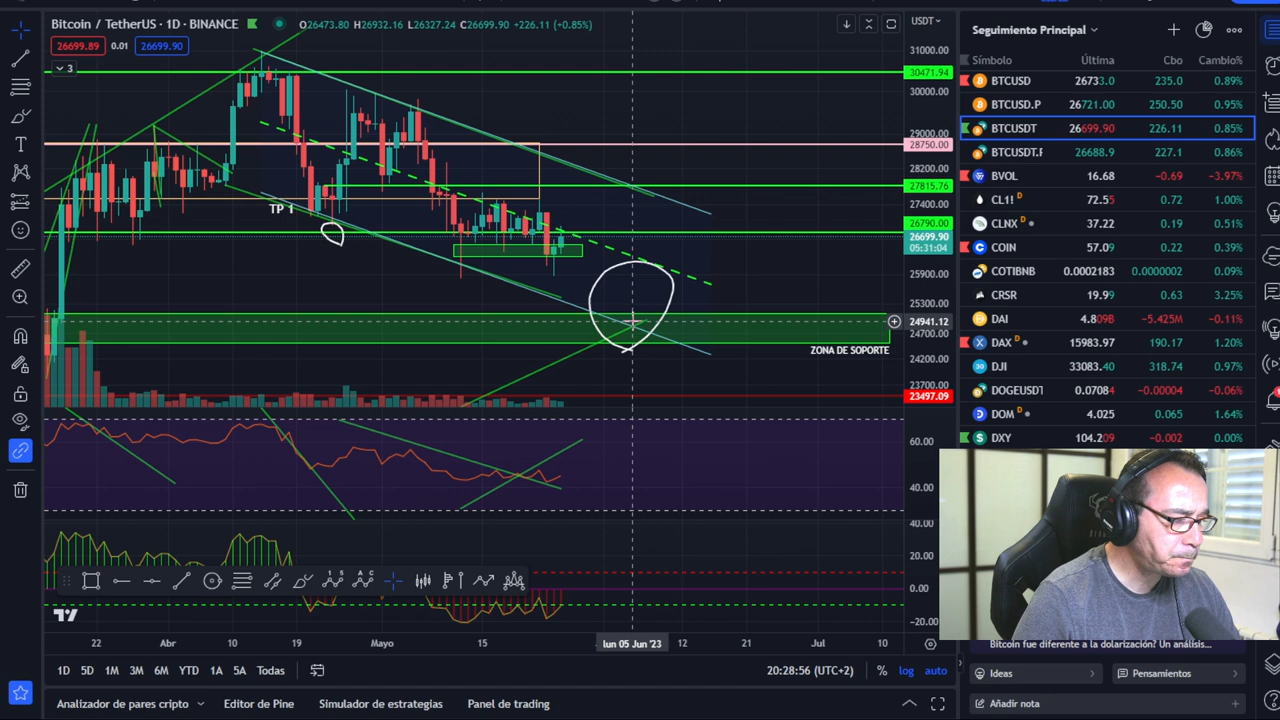 Bitcoin / TetherUS · 1D · BINANCE O26473.80 H26932.16 L26327.24 C26699.90 +226.11 (+0.85%)
26699.89 0.01 26699.90
3
TP 1
ZONA DE SOPORTE
USDT
31000.00
30471.94
30000.00
29000.00
28750.00
28200.00
27815.76
27400.00
26790.00
26699.90
05:31:04
25900.00
25300.00
24941.12
24700.00
24200.00
23700.00
23497.09
60.00
40.00
40.00
20.00
0.00
-20.00
22 Abr 10 19 Mayo 15 lun 05 Jun '23 12 21 Jul 10
1D 5D 1M 3M 6M YTD 1A 5A Todas 20:28:56 (UTC+2) % log auto
Analizador de pares cripto Editor de Pine Simulador de estrategias Panel de trading
Seguimiento Principal
Símbolo Última Cbo Cambio%
BTCUSD 26733.0 235.0 0.89%
BTCUSD.P 26721.00 250.50 0.95%
BTCUSDT 26699.90 226.11 0.85%
BTCUSDT.F 26688.9 227.1 0.86%
BVOL 16.68 -0.69 -3.97%
CL11 D 72.55 0.72 1.00%
CLNX 37.22 0.19 0.51%
COIN 57.09 0.27 0.47%
COTIBNB 0.0002183 0.0000002 0.09%
CRSR 19.99 0.63 3.25%
DAI 4.809B -5.425M -0.11%
DAX D 15983.97 190.17 1.20%
DJI 33083.40 318.74 0.97%
DOGEUSDT 0.07084 -0.00004 -0.06%
DOM D 4.025 0.065 1.64%
DXY 104.209 -0.002 0.00%
Bitcoin fue diferente a la dolarización? Un análisis...
Ideas Pensamientos
Añadir nota